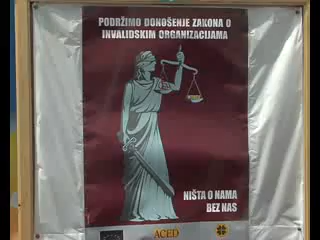 PODRŽIMO DONOŠENJE ZAKONA O
INVALIDSKIM ORGANIZACIJAMA
NIŠTA O NAMA
BEZ NAS
ACED